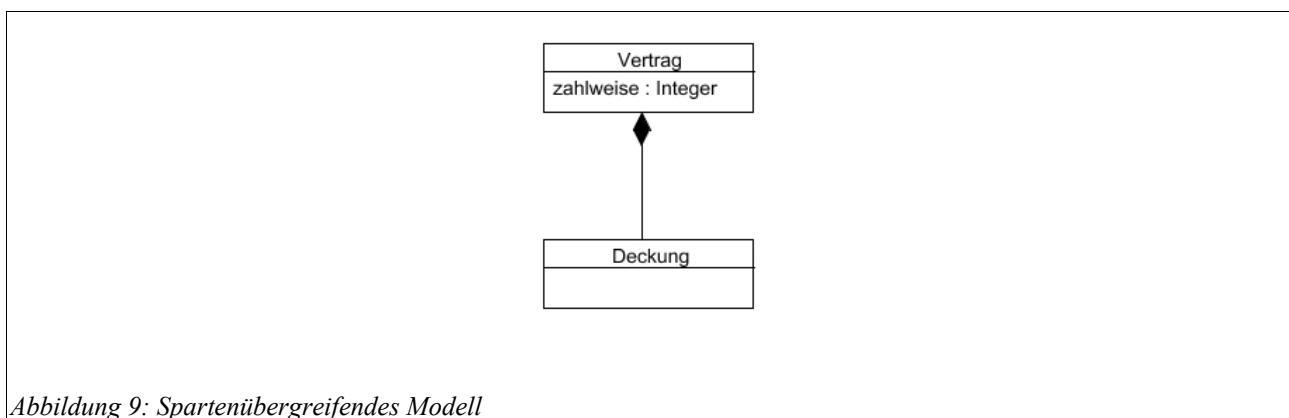 Vertrag
zahlweise : Integer
Deckung
Abbildung 9: Spartenübergreifendes Modell